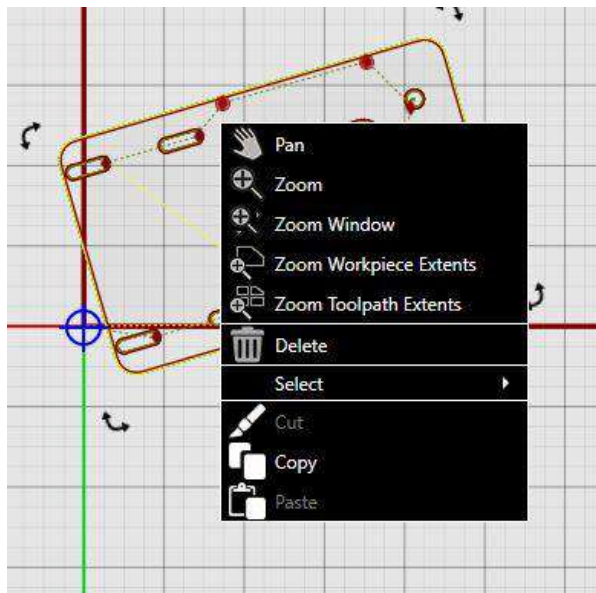 Pan
Zoom
Zoom Window
Zoom Workpiece Extents
Zoom Toolpath Extents
Delete
Select
Cut
Copy
Paste